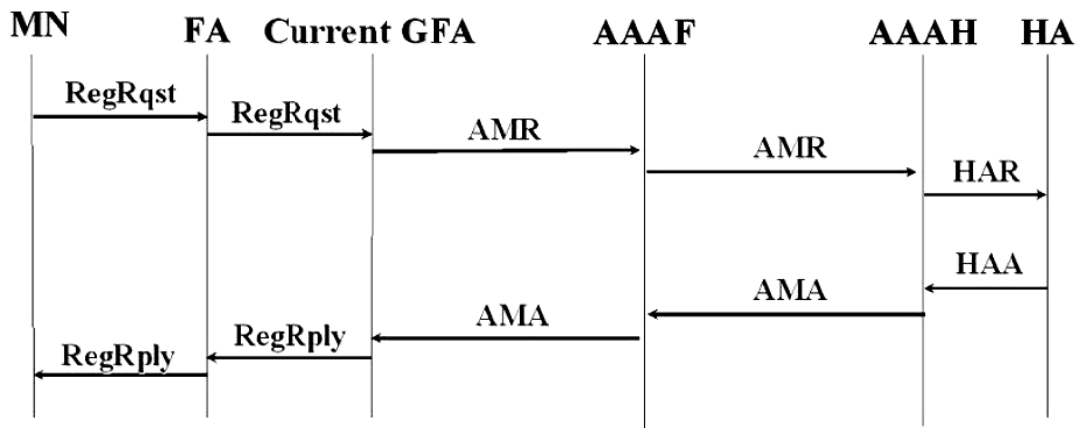 MN FA Current GFA AAAF AAAH HA
RegRqst
RegRqst
AMR
AMR
HAR
HAA
AMA
AMA
RegRply
RegRply